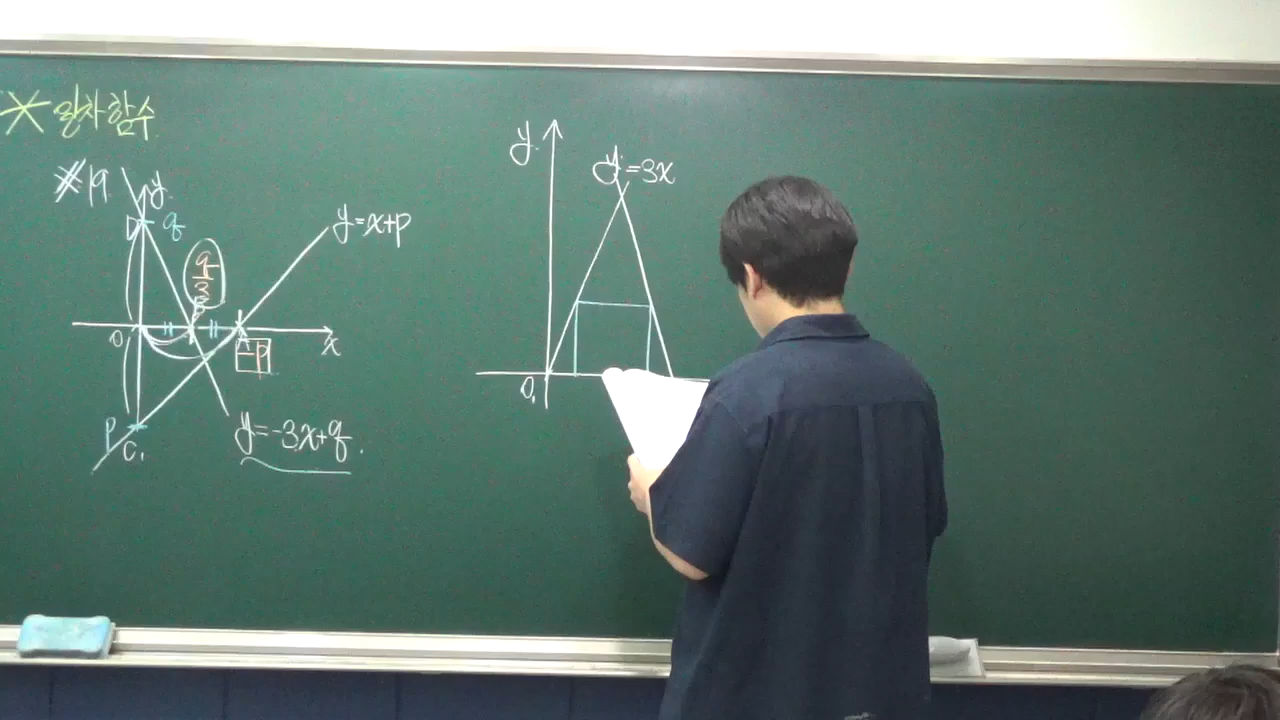 일차함수
19.
y.
D
q
y=x+p
q/3
B
O
A
x
-p
p
C.
y=-3x+q.
y.
y=3x
O.